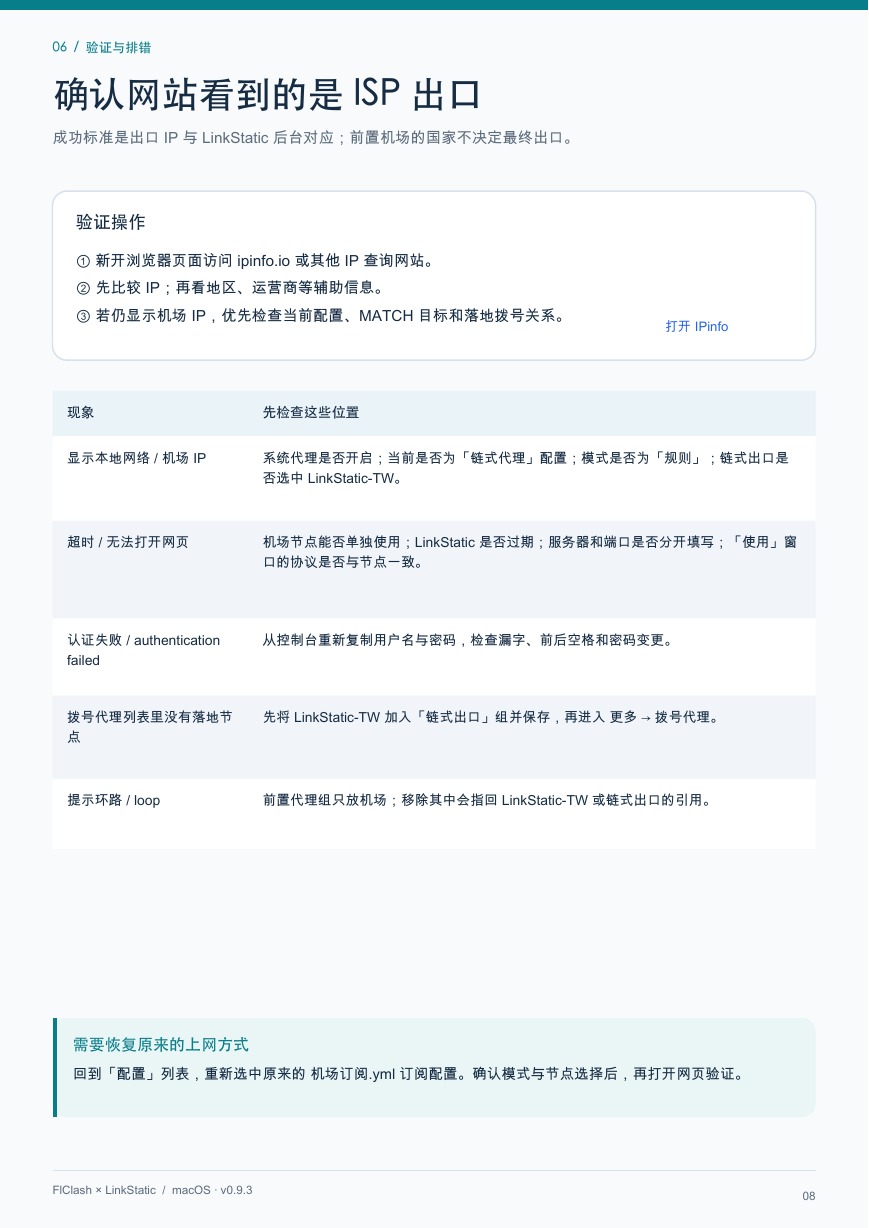 06 / 验证与排错
确认网站看到的是 ISP 出口
成功标准是出口 IP 与 LinkStatic 后台对应；前置机场的国家不决定最终出口。
验证操作
① 新开浏览器页面访问 ipinfo.io 或其他 IP 查询网站。
② 先比较 IP；再看地区、运营商等辅助信息。
③ 若仍显示机场 IP，优先检查当前配置、MATCH 目标和落地拨号关系。
打开 IPinfo
现象
先检查这些位置
显示本地网络 / 机场 IP
系统代理是否开启；当前是否为「链式代理」配置；模式是否为「规则」；链式出口是
否选中 LinkStatic-TW。
超时 / 无法打开网页
机场节点能否单独使用；LinkStatic 是否过期；服务器和端口是否分开填写；「使用」窗
口的协议是否与节点一致。
认证失败 / authentication
failed
从控制台重新复制用户名与密码，检查漏字、前后空格和密码变更。
拨号代理列表里没有落地节
点
先将 LinkStatic-TW 加入「链式出口」组并保存，再进入 更多 → 拨号代理。
提示环路 / loop
前置代理组只放机场；移除其中会指回 LinkStatic-TW 或链式出口的引用。
需要恢复原来的上网方式
回到「配置」列表，重新选中原来的 机场订阅.yml 订阅配置。确认模式与节点选择后，再打开网页验证。
FlClash × LinkStatic / macOS · v0.9.3
08